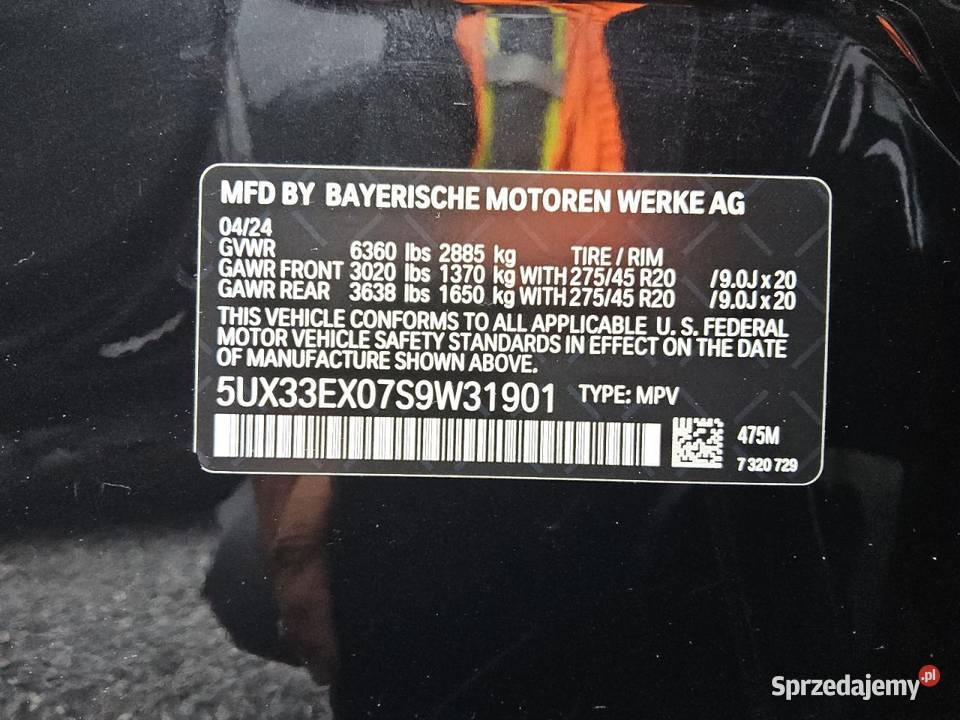 MFD BY BAYERISCHE MOTOREN WERKE AG
04/24
GVWR 6360 lbs 2885 kg TIRE / RIM
GAWR FRONT 3020 lbs 1370 kg WITH 275/45 R20 /9.0J x 20
GAWR REAR 3638 lbs 1650 kg WITH 275/45 R20 /9.0J x 20
THIS VEHICLE CONFORMS TO ALL APPLICABLE U. S. FEDERAL
MOTOR VEHICLE SAFETY STANDARDS IN EFFECT ON THE DATE
OF MANUFACTURE SHOWN ABOVE.
5UX33EX07S9W31901 TYPE: MPV
475M
7 320 729
Sprzedajemy.pl